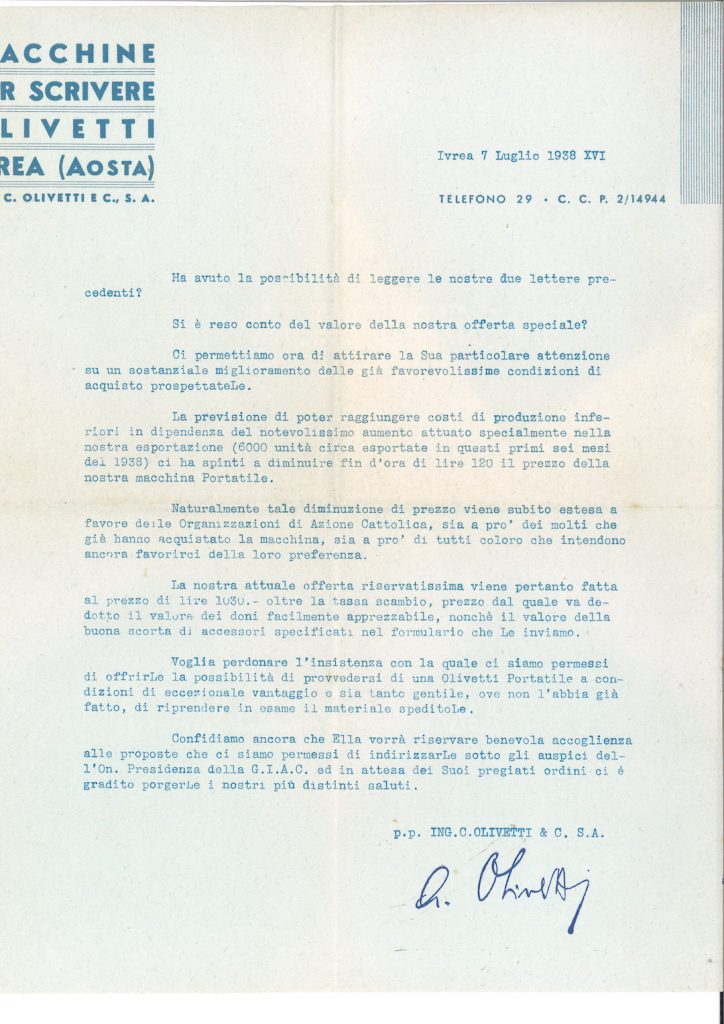 ACCHINE
R SCRIVERE
LIVETTI
REA (AOSTA)
C. OLIVETTI E C., S. A.
Ivrea 7 Luglio 1938 XVI
TELEFONO 29 • C. C. P. 2/14944
Ha avuto la possibilità di leggere le nostre due lettere pre-
cedenti?
Si è reso conto del valore della nostra offerta speciale?
Ci permettiamo ora di attirare la Sua particolare attenzione
su un sostanziale miglioramento delle già favorevolissime condizioni di
acquisto prospettateLe.
La previsione di poter raggiungere costi di produzione infe-
riori in dipendenza del notevolissimo aumento attuato specialmente nella
nostra esportazione (6000 unità circa esportate in questi primi sei mesi
del 1938) ci ha spinti a diminuire fin d'ora di lire 120 il prezzo della
nostra macchina Portatile.
Naturalmente tale diminuzione di prezzo viene subito estesa a
favore delle Organizzazioni di Azione Cattolica, sia a pro' dei molti che
già hanno acquistato la macchina, sia a pro' di tutti coloro che intendono
ancora favorirci della loro preferenza.
La nostra attuale offerta riservatissima viene pertanto fatta
al prezzo di lire 1030.- oltre la tassa scambio, prezzo dal quale va de-
dotto il valore dei doni facilmente apprezzabile, nonchè il valore della
buona scorta di accessori specificati nel formulario che Le inviamo.
Voglia perdonare l'insistenza con la quale ci siamo permessi
di offrirLe la possibilità di provvedersi di una Olivetti Portatile a con-
dizioni di eccezionale vantaggio e sia tanto gentile, ove non l'abbia già
fatto, di riprendere in esame il materiale speditoLe.
Confidiamo ancora che Ella vorrà riservare benevola accoglienza
alle proposte che ci siamo permessi di indirizzarLe sotto gli auspici del-
l'On. Presidenza della G.I.A.C. ed in attesa dei Suoi pregiati ordini ci é
gradito porgerLe i nostri più distinti saluti.
p.p. ING.C.OLIVETTI & C. S.A.
A. Olivetti